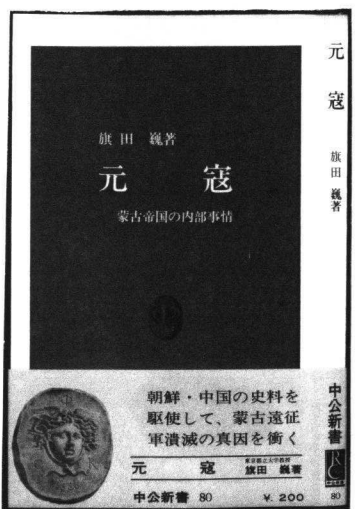 旗田 巍著
元 寇
蒙古帝国の内部事情
朝鮮・中国の史料を
駆使して、蒙古遠征
軍潰滅の真因を衝く
元 寇
東京都立大学教授
旗田 巍著
中公新書 80
¥. 200
元 寇
旗田 巍著
中公新書
80